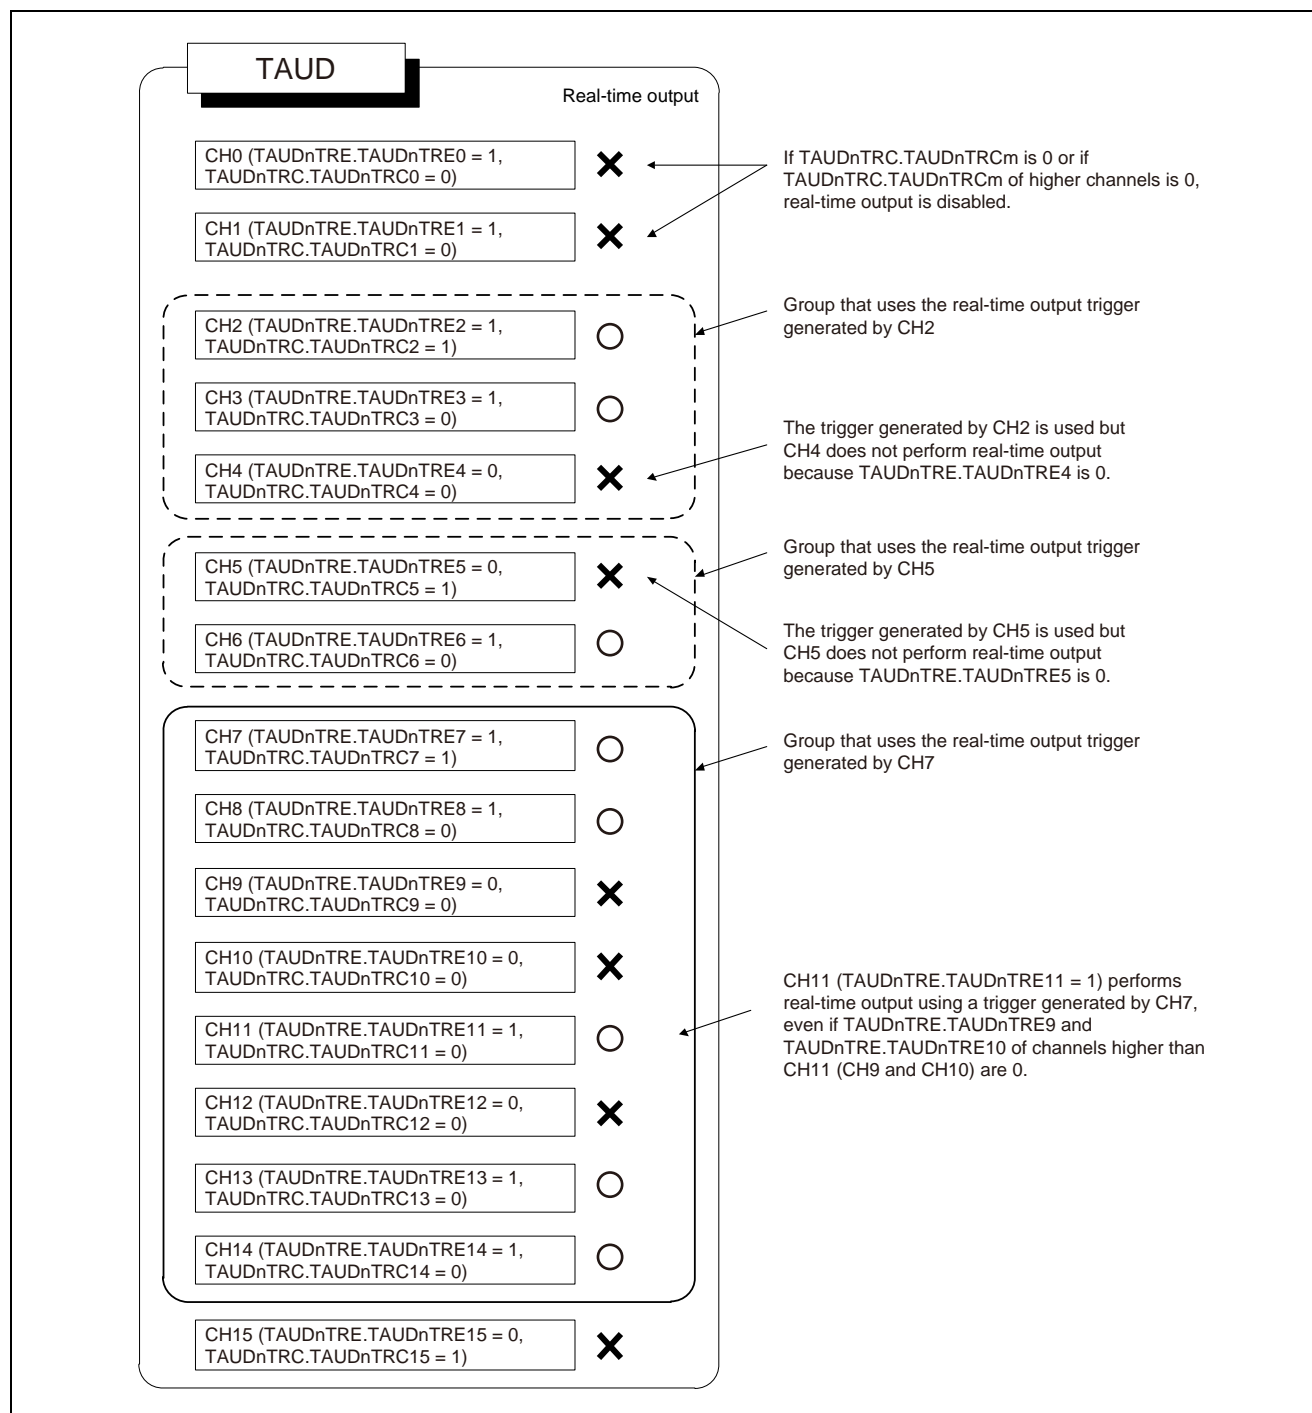 TAUD
Real-time output
CH0 (TAUDnTRE.TAUDnTRE0 = 1,
TAUDnTRC.TAUDnTRC0 = 0)
If TAUDnTRC.TAUDnTRCm is 0 or if
TAUDnTRC.TAUDnTRCm of higher channels is 0,
real-time output is disabled.
CH1 (TAUDnTRE.TAUDnTRE1 = 1,
TAUDnTRC.TAUDnTRC1 = 0)
Group that uses the real-time output trigger
generated by CH2
CH2 (TAUDnTRE.TAUDnTRE2 = 1,
TAUDnTRC.TAUDnTRC2 = 1)
CH3 (TAUDnTRE.TAUDnTRE3 = 1,
TAUDnTRC.TAUDnTRC3 = 0)
The trigger generated by CH2 is used but
CH4 does not perform real-time output
because TAUDnTRE.TAUDnTRE4 is 0.
CH4 (TAUDnTRE.TAUDnTRE4 = 0,
TAUDnTRC.TAUDnTRC4 = 0)
Group that uses the real-time output trigger
generated by CH5
CH5 (TAUDnTRE.TAUDnTRE5 = 0,
TAUDnTRC.TAUDnTRC5 = 1)
The trigger generated by CH5 is used but
CH5 does not perform real-time output
because TAUDnTRE.TAUDnTRE5 is 0.
CH6 (TAUDnTRE.TAUDnTRE6 = 1,
TAUDnTRC.TAUDnTRC6 = 0)
CH7 (TAUDnTRE.TAUDnTRE7 = 1,
TAUDnTRC.TAUDnTRC7 = 1)
Group that uses the real-time output trigger
generated by CH7
CH8 (TAUDnTRE.TAUDnTRE8 = 1,
TAUDnTRC.TAUDnTRC8 = 0)
CH9 (TAUDnTRE.TAUDnTRE9 = 0,
TAUDnTRC.TAUDnTRC9 = 0)
CH10 (TAUDnTRE.TAUDnTRE10 = 0,
TAUDnTRC.TAUDnTRC10 = 0)
CH11 (TAUDnTRE.TAUDnTRE11 = 1) performs
real-time output using a trigger generated by CH7,
even if TAUDnTRE.TAUDnTRE9 and
TAUDnTRE.TAUDnTRE10 of channels higher than
CH11 (CH9 and CH10) are 0.
CH11 (TAUDnTRE.TAUDnTRE11 = 1,
TAUDnTRC.TAUDnTRC11 = 0)
CH12 (TAUDnTRE.TAUDnTRE12 = 0,
TAUDnTRC.TAUDnTRC12 = 0)
CH13 (TAUDnTRE.TAUDnTRE13 = 1,
TAUDnTRC.TAUDnTRC13 = 0)
CH14 (TAUDnTRE.TAUDnTRE14 = 1,
TAUDnTRC.TAUDnTRC14 = 0)
CH15 (TAUDnTRE.TAUDnTRE15 = 0,
TAUDnTRC.TAUDnTRC15 = 1)